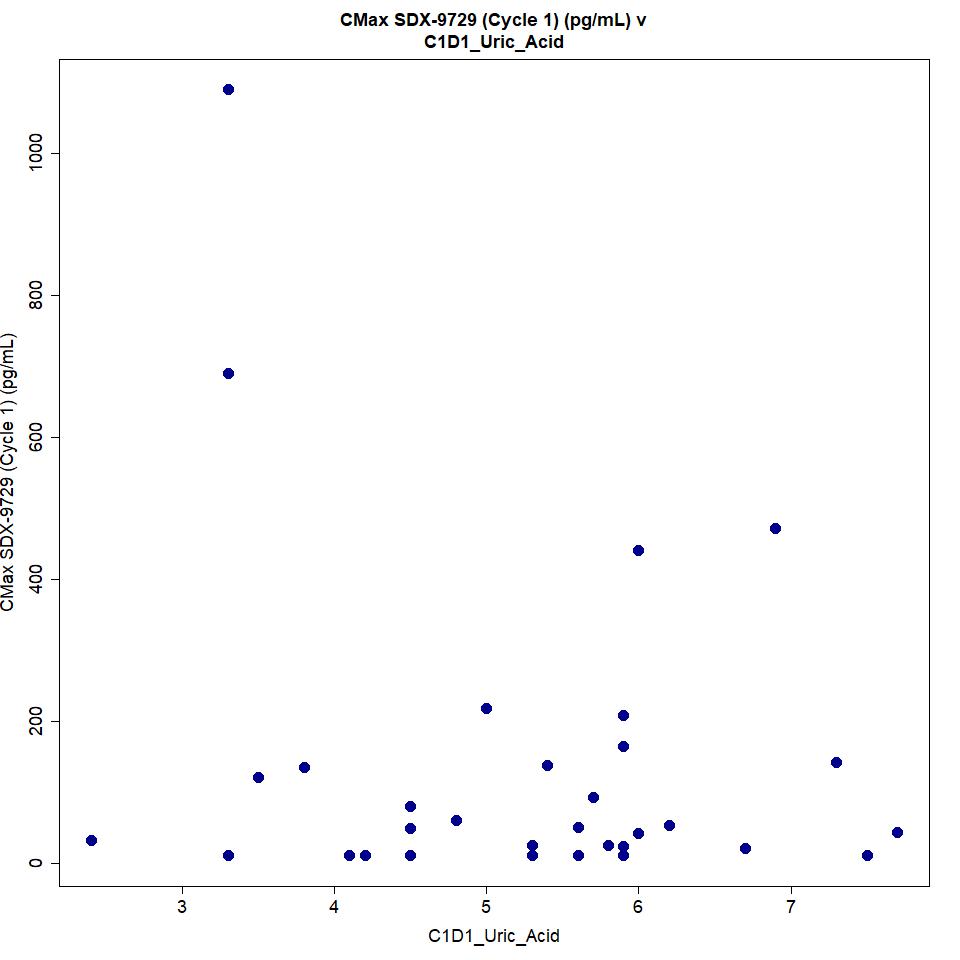 CMax SDX-9729 (Cycle 1) (pg/mL) v
C1D1_Uric_Acid
1000
800
600
400
200
0
CMax SDX-9729 (Cycle 1) (pg/mL)
3 4 5 6 7
C1D1_Uric_Acid